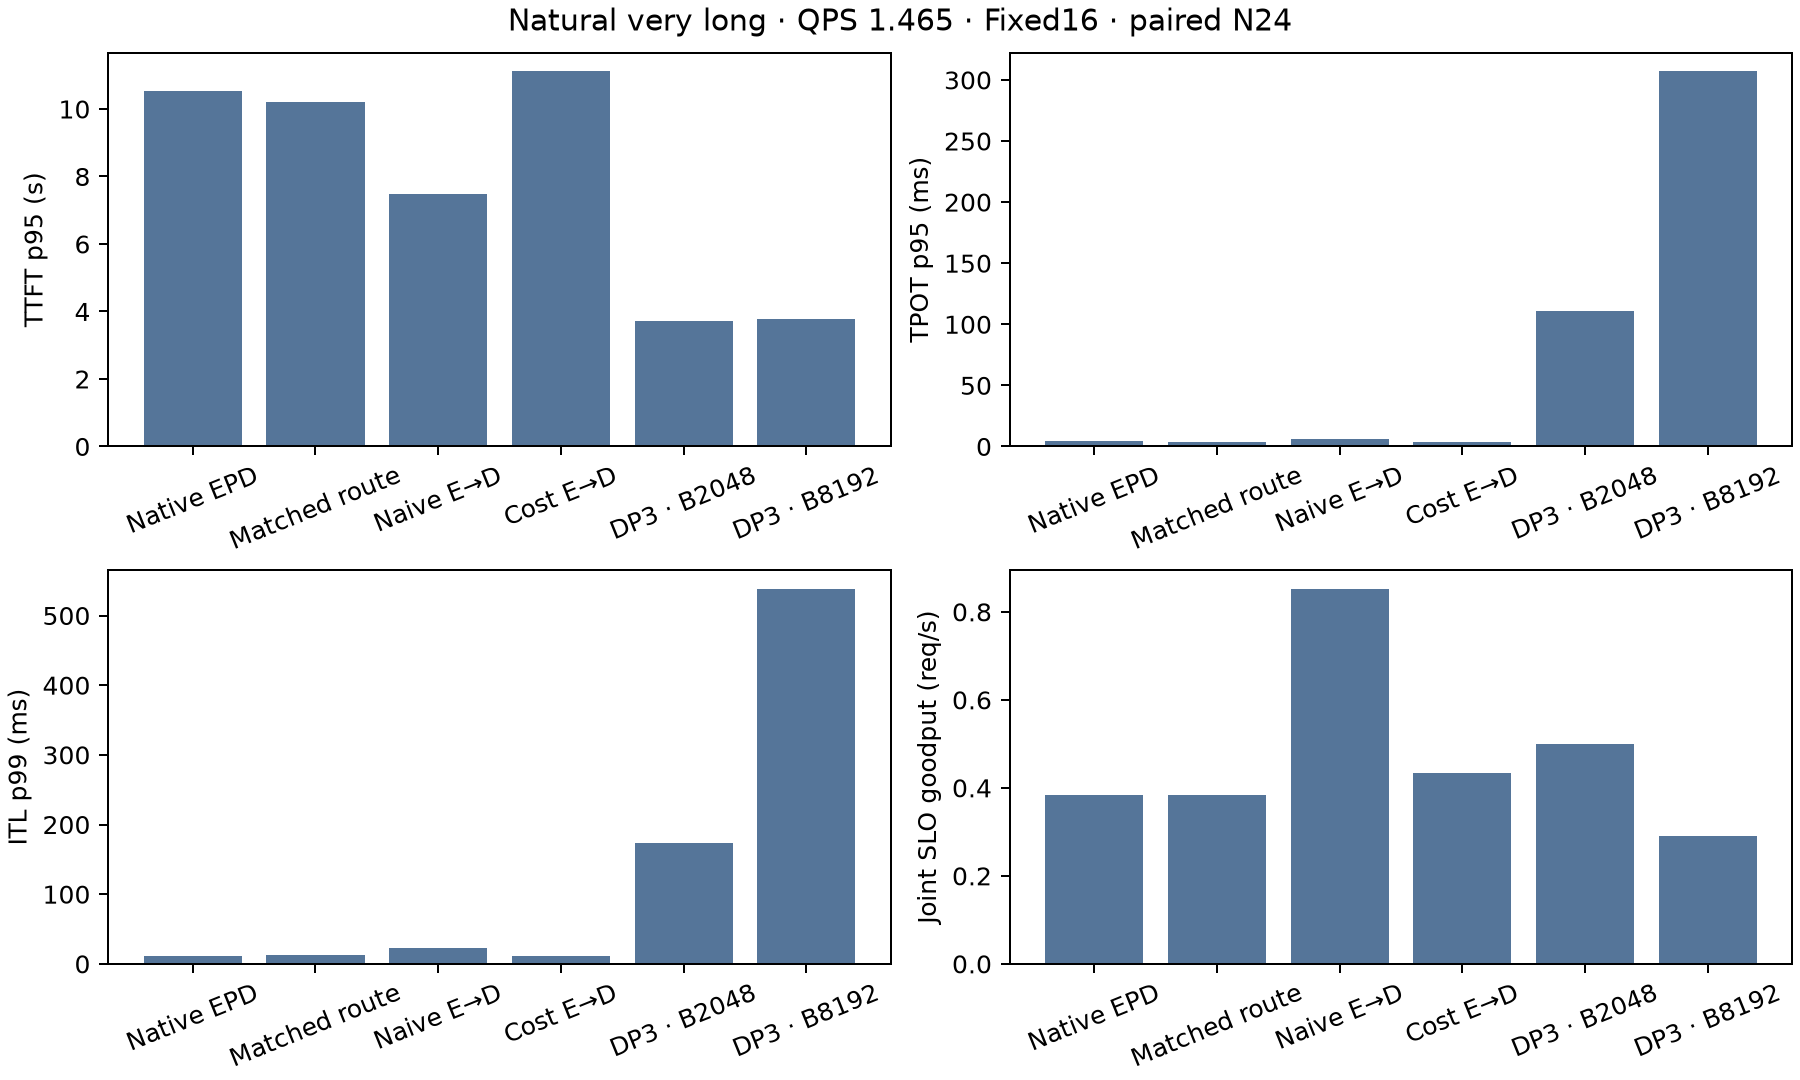 Natural very long · QPS 1.465 · Fixed16 · paired N24
TTFT p95 (s)
10
8
6
4
2
0
Native EPD
Matched route
Naive E→D
Cost E→D
DP3 · B2048
DP3 · B8192
TPOT p95 (ms)
300
250
200
150
100
50
0
Native EPD
Matched route
Naive E→D
Cost E→D
DP3 · B2048
DP3 · B8192
ITL p99 (ms)
500
400
300
200
100
0
Native EPD
Matched route
Naive E→D
Cost E→D
DP3 · B2048
DP3 · B8192
Joint SLO goodput (req/s)
0.8
0.6
0.4
0.2
0.0
Native EPD
Matched route
Naive E→D
Cost E→D
DP3 · B2048
DP3 · B8192